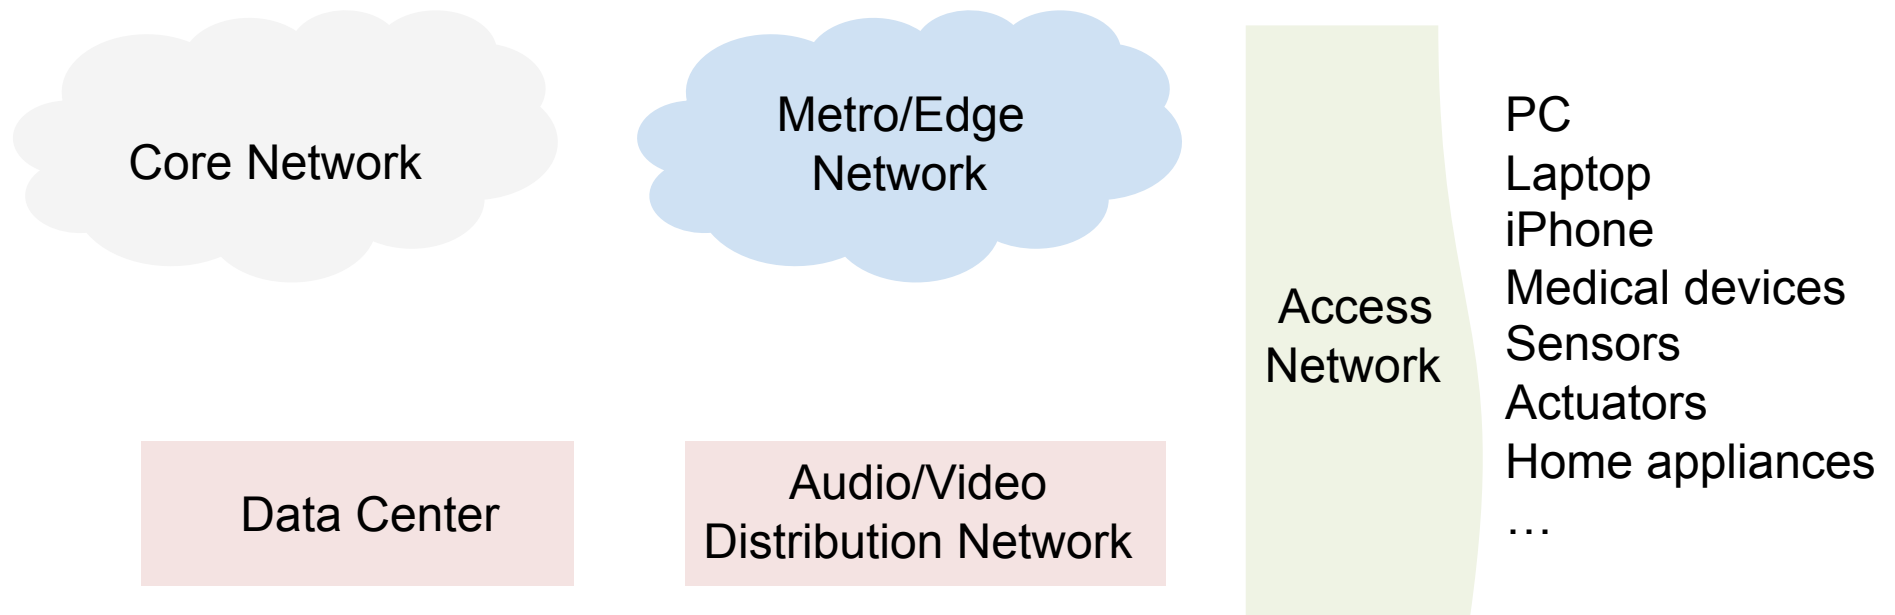 Core Network
Metro/Edge
Network
Access
Network
PC
Laptop
iPhone
Medical devices
Sensors
Actuators
Home appliances
…
Data Center
Audio/Video
Distribution Network